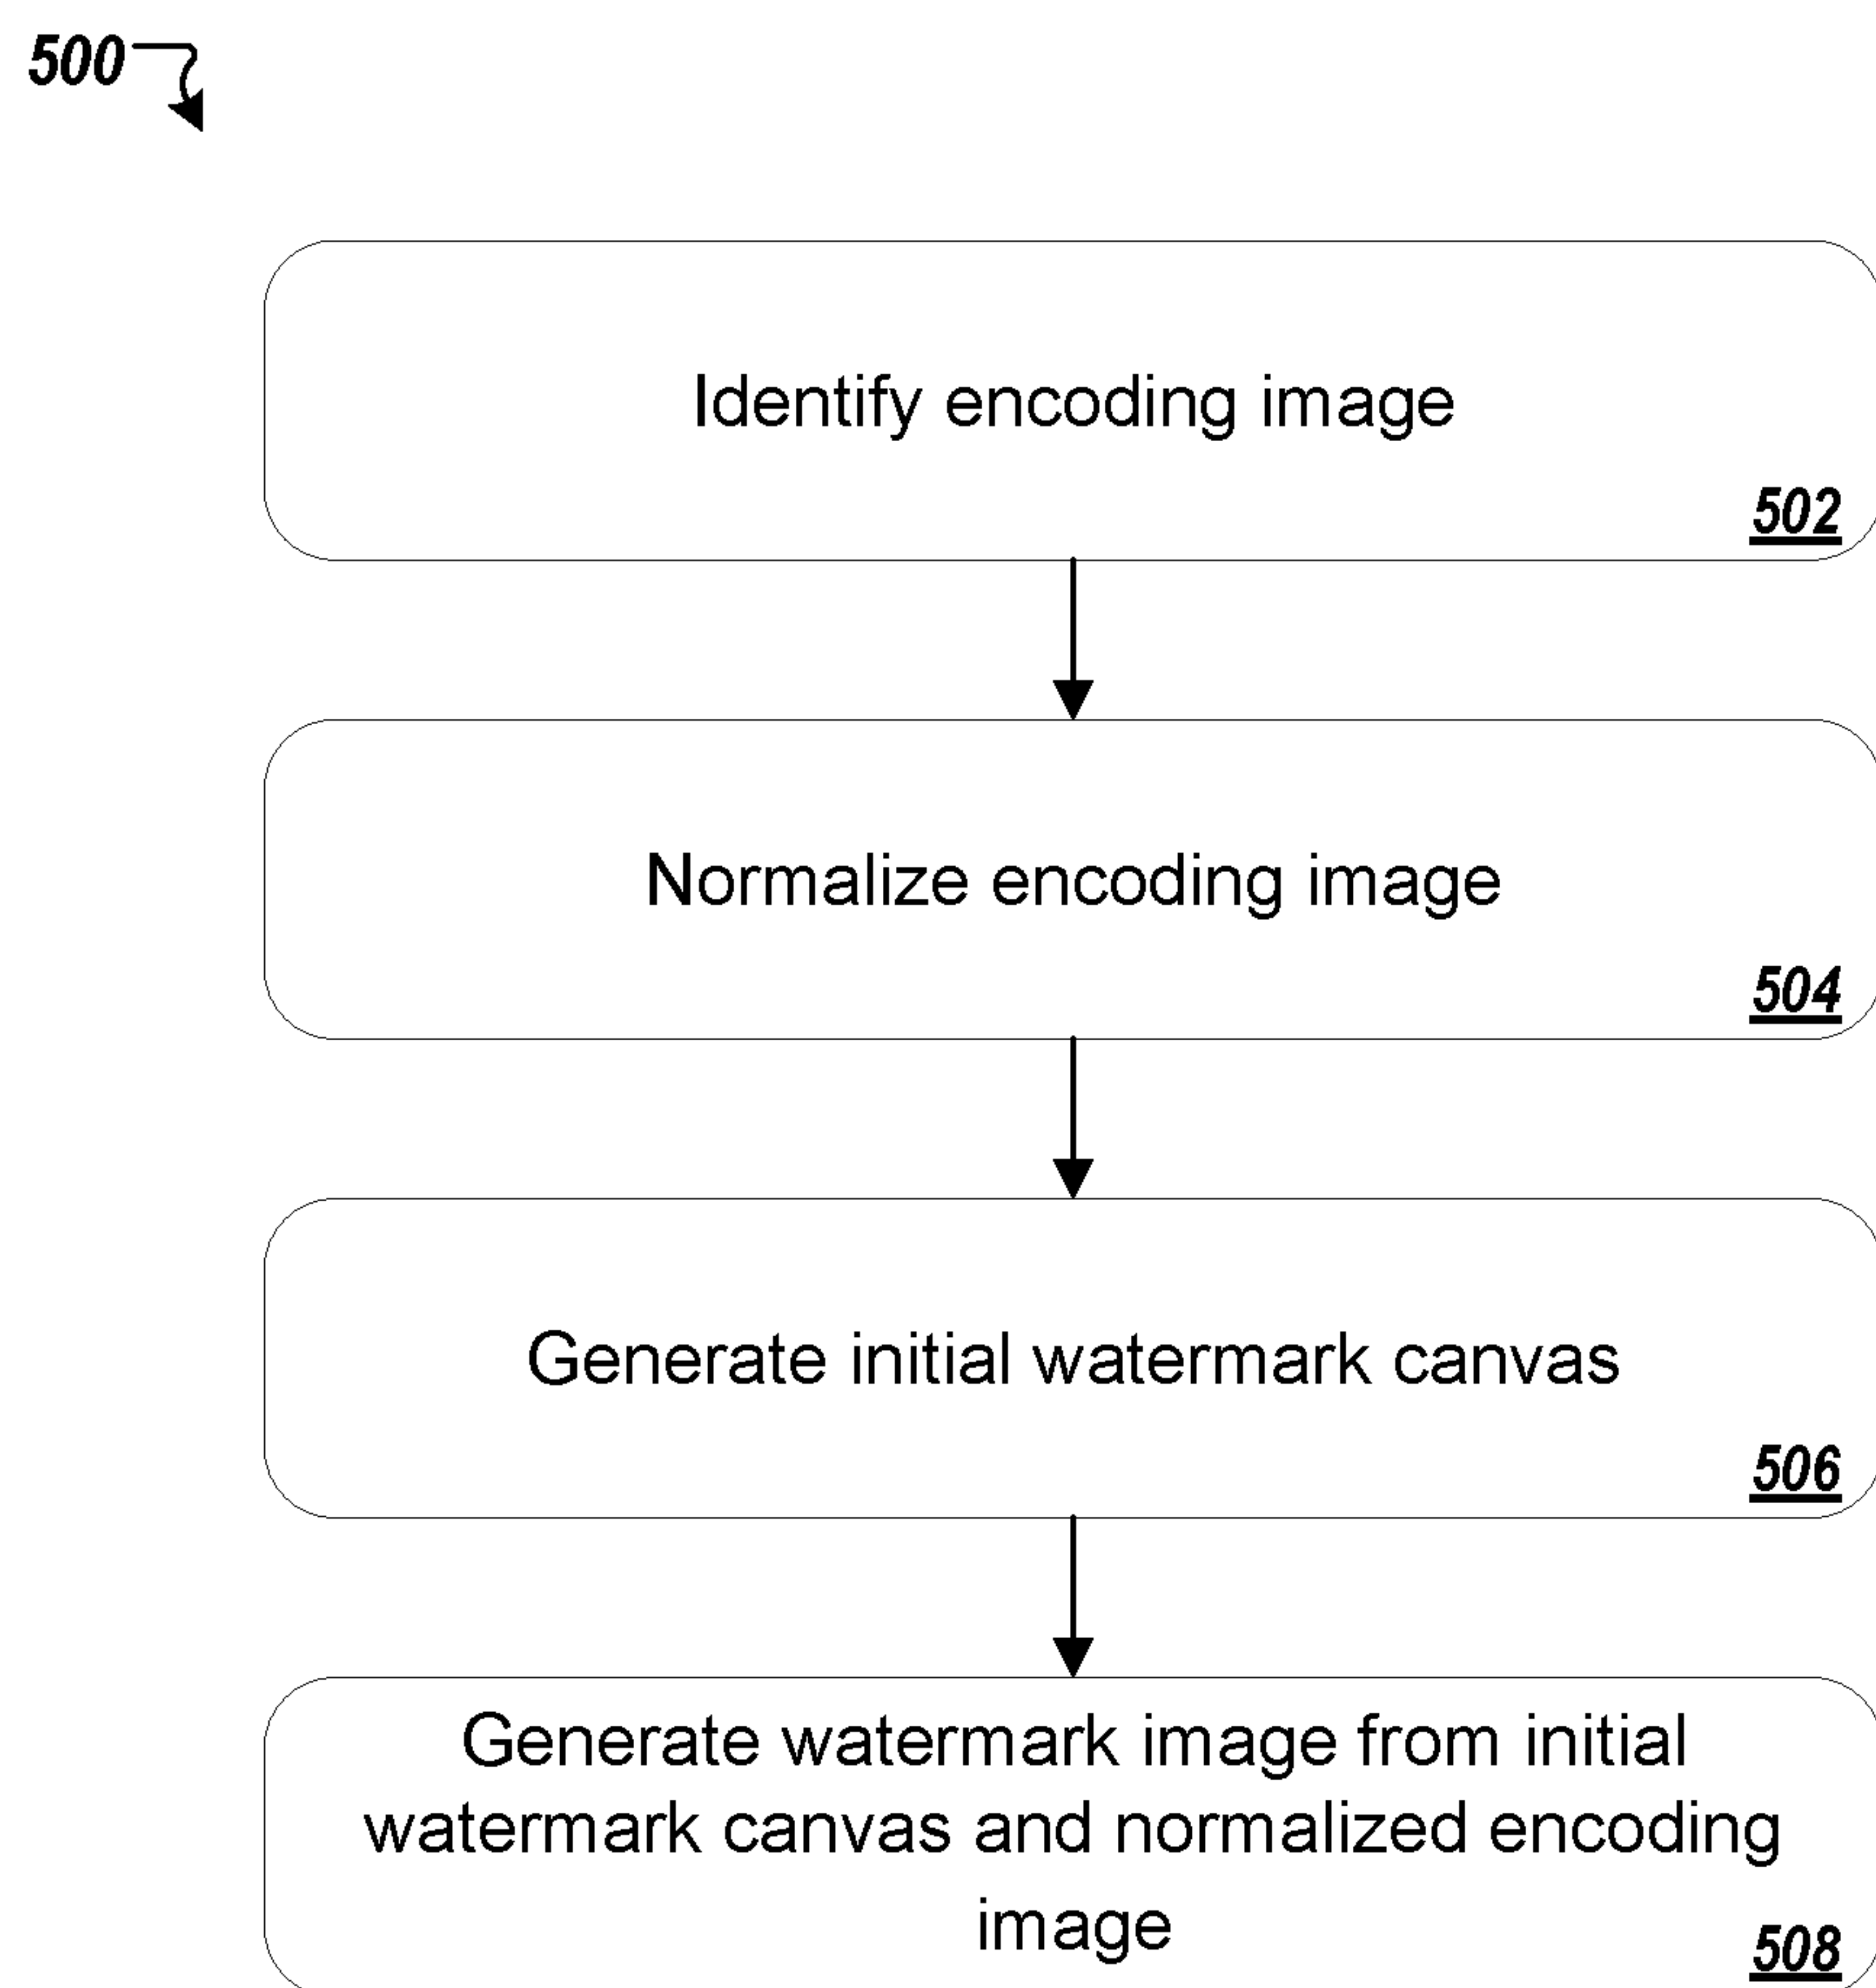 500
Identify encoding image
502
Normalize encoding image
504
Generate initial watermark canvas
506
Generate watermark image from initial
watermark canvas and normalized encoding
image
508